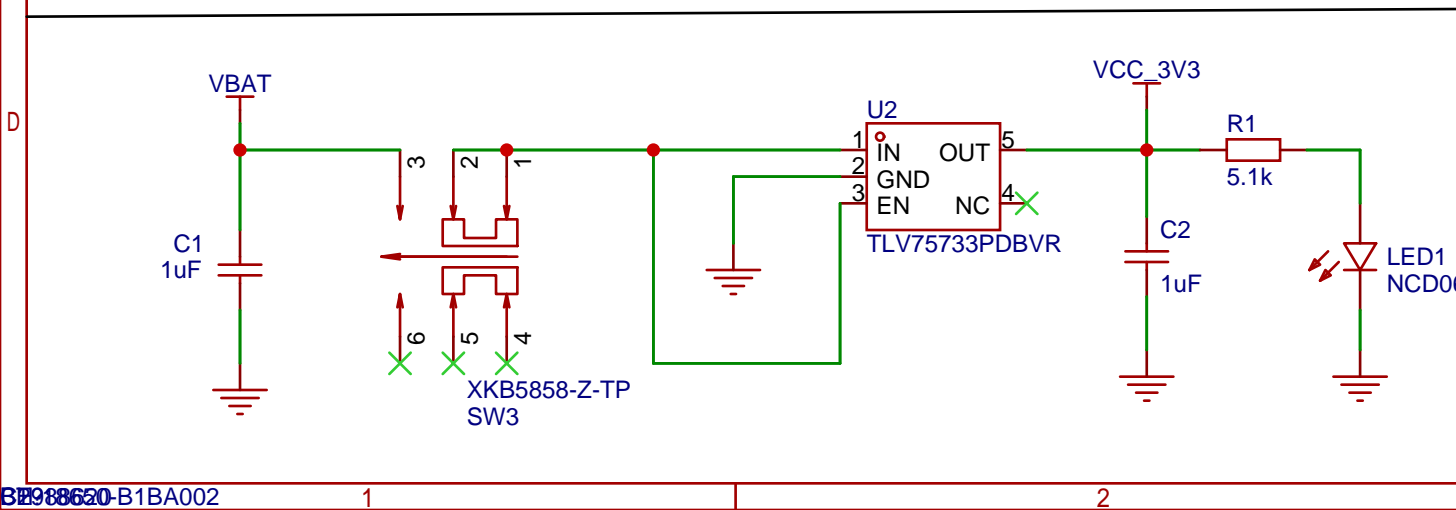 D
VBAT
C1
1uF
3
2
1
6
5
4
XKB5858-Z-TP
SW3
U2
1
IN
OUT
5
2
GND
3
EN
NC
4
TLV75733PDBVR
VCC_3V3
R1
5.1k
C2
1uF
LED1
1
2